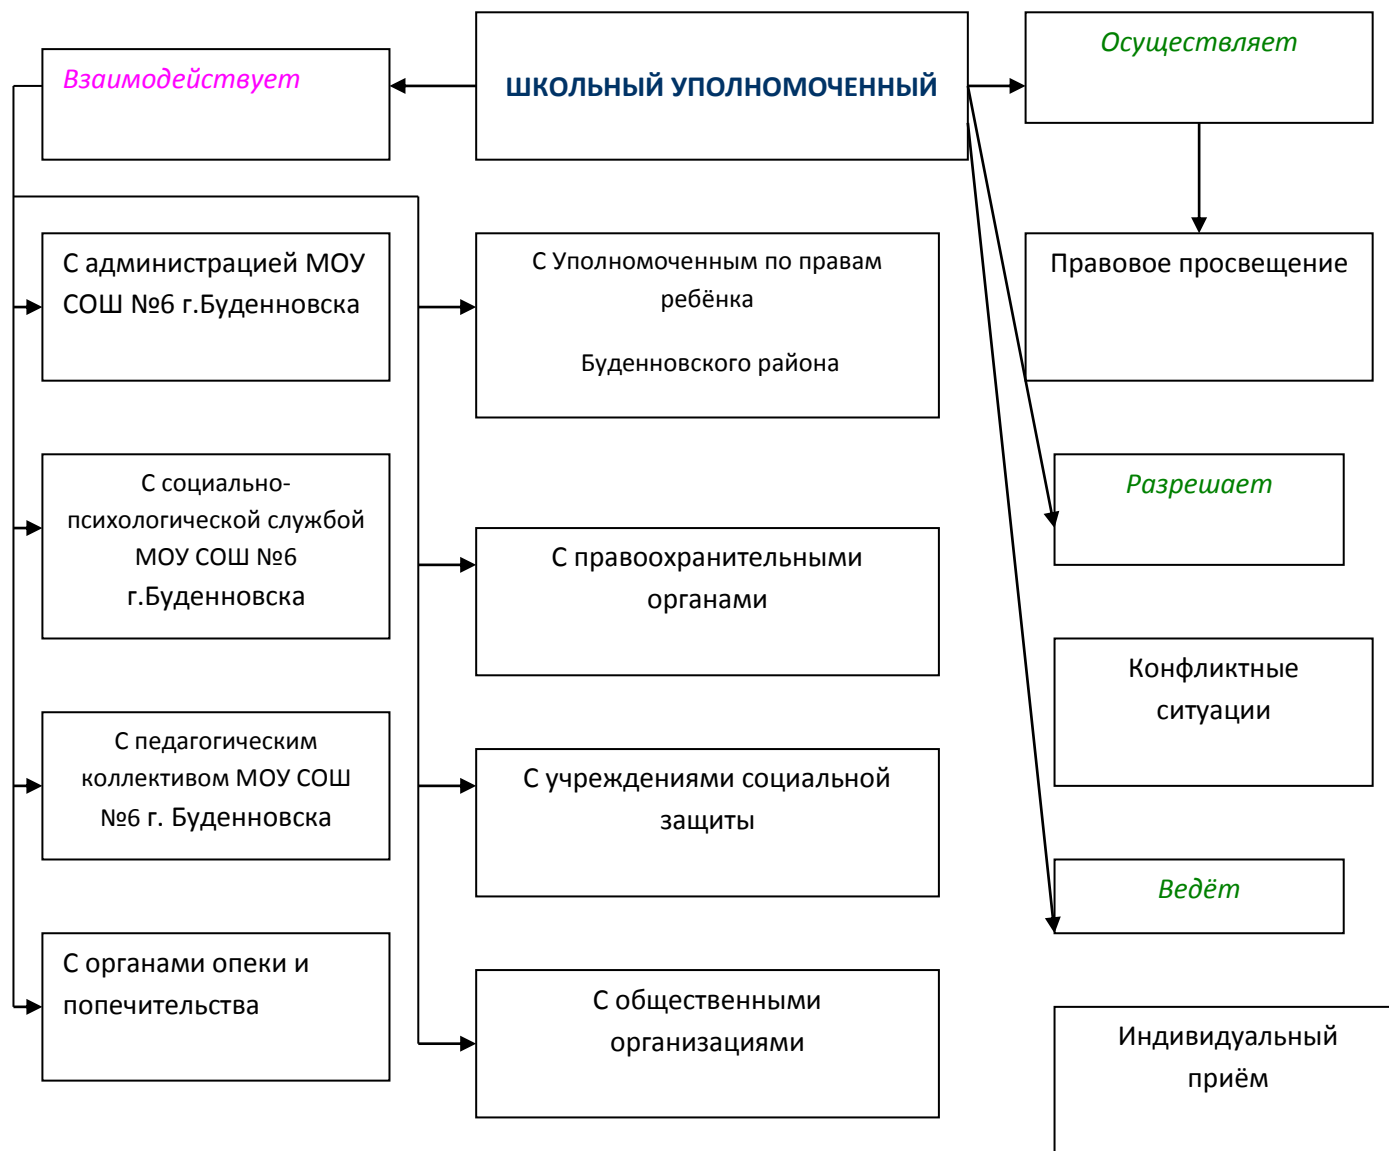 Взаимодействует
ШКОЛЬНЫЙ УПОЛНОМОЧЕННЫЙ
Осуществляет
С администрацией МОУ
СОШ №6 г.Буденновска
С Уполномоченным по правам
ребёнка
Буденновского района
Правовое просвещение
С социально-
психологической службой
МОУ СОШ №6
г.Буденновска
С правоохранительными
органами
Разрешает
Конфликтные
ситуации
С педагогическим
коллективом МОУ СОШ
№6 г. Буденновска
С учреждениями социальной
защиты
Ведёт
С органами опеки и
попечительства
С общественными
организациями
Индивидуальный
приём